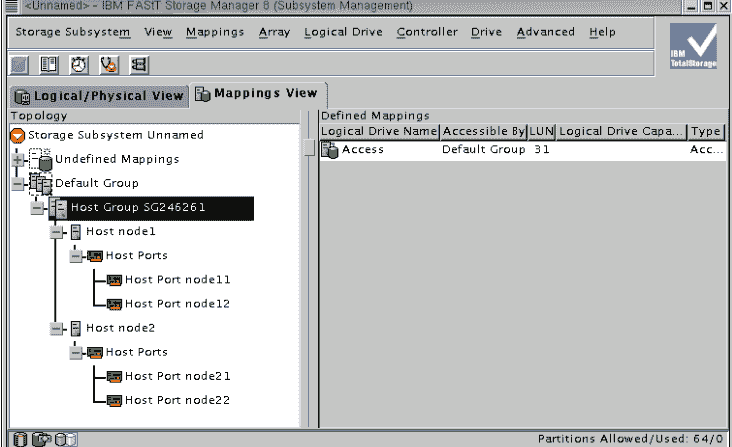 <Unnamed> - IBM FAStT Storage Manager 8 (Subsystem Management)
Storage Subsystem View Mappings Array Logical Drive Controller Drive Advanced Help
IBM
TotalStorage
Logical/Physical View Mappings View
Topology
Storage Subsystem Unnamed
Undefined Mappings
Default Group
Host Group SG246261
Host node1
Host Ports
Host Port node11
Host Port node12
Host node2
Host Ports
Host Port node21
Host Port node22
Defined Mappings
Logical Drive Name Accessible By LUN Logical Drive Capa... Type
Access Default Group 31 Acc...
Partitions Allowed/Used: 64/0